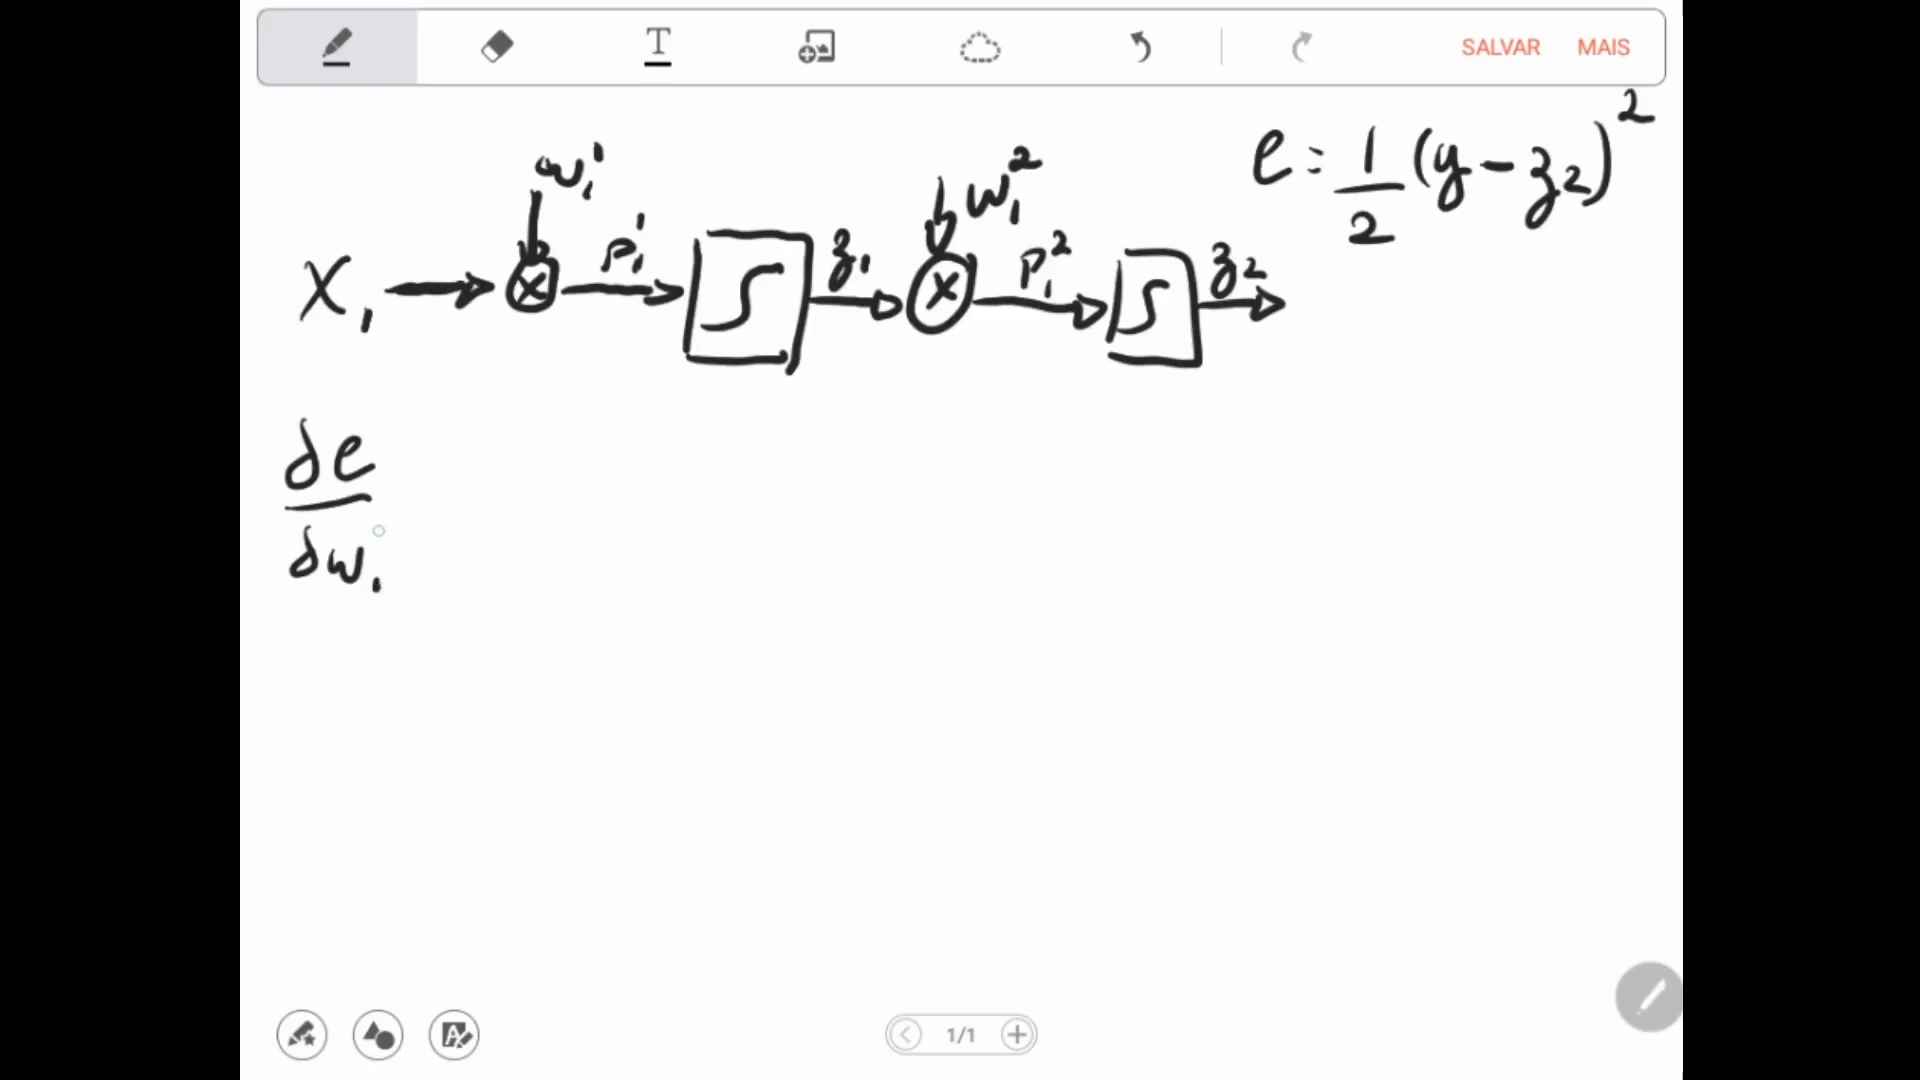 SALVAR MAIS
e = 1/2 (y - z₂)²
X₁ w₁¹ p₁¹ z₁ w₁² p₁² z₂
∂e
∂w₁
1/1